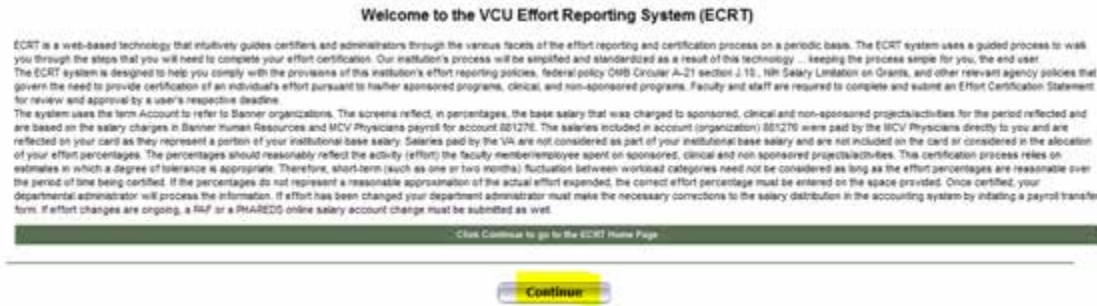 Welcome to the VCU Effort Reporting System (ECRT)
ECRT is a web-based technology that intuitively guides certifiers and administrators through the various facets of the effort reporting and certification process on a periodic basis. The ECRT system uses a guided process to walk
you through the steps that you will need to complete your effort certification. Our institution's process will be simplified and standardized as a result of this technology ... keeping the process simple for you, the end user.
The ECRT system is designed to help you comply with the provisions of this institution's effort reporting policies, federal policy OMB Circular A-21 section J.10., NIH Salary Limitation on Grants, and other relevant agency policies that
govern the need to provide certification of an individual's effort pursuant to his/her sponsored programs, clinical, and non-sponsored programs. Faculty and staff are required to complete and submit an Effort Certification Statement
for review and approval by a user's respective deadline.
The system uses the term Account to refer to Banner organizations. The screens reflect, in percentages, the base salary that was charged to sponsored, clinical and non-sponsored projects/activities for the period reflected and
are based on the salary charges in Banner Human Resources and MCV Physicians payroll for account 881276. The salaries included in account (organization) 881276 were paid by the MCV Physicians directly to you and are
reflected on your card as they represent a portion of your institutional base salary. Salaries paid by the VA are not considered as part of your institutional base salary and are not included on the card or considered in the allocation
of your effort percentages. The percentages should reasonably reflect the activity (effort) the faculty member/employee spent on sponsored, clinical and non sponsored projects/activities. This certification process relies on
estimates in which a degree of tolerance is appropriate. Therefore, short-term (such as one or two months) fluctuation between workload categories need not be considered as long as the effort percentages are reasonable over
the period of time being certified. If the percentages do not represent a reasonable approximation of the actual effort expended, the correct effort percentage must be entered on the space provided. Once certified, your
departmental administrator will process the information. If effort has been changed your department administrator must make the necessary corrections to the salary distribution in the accounting system by initiating a payroll transfer
form. If effort changes are ongoing, a PAF or a PHAREDS online salary account change must be submitted as well.
Click Continue to go to the ECRT Home Page
Continue